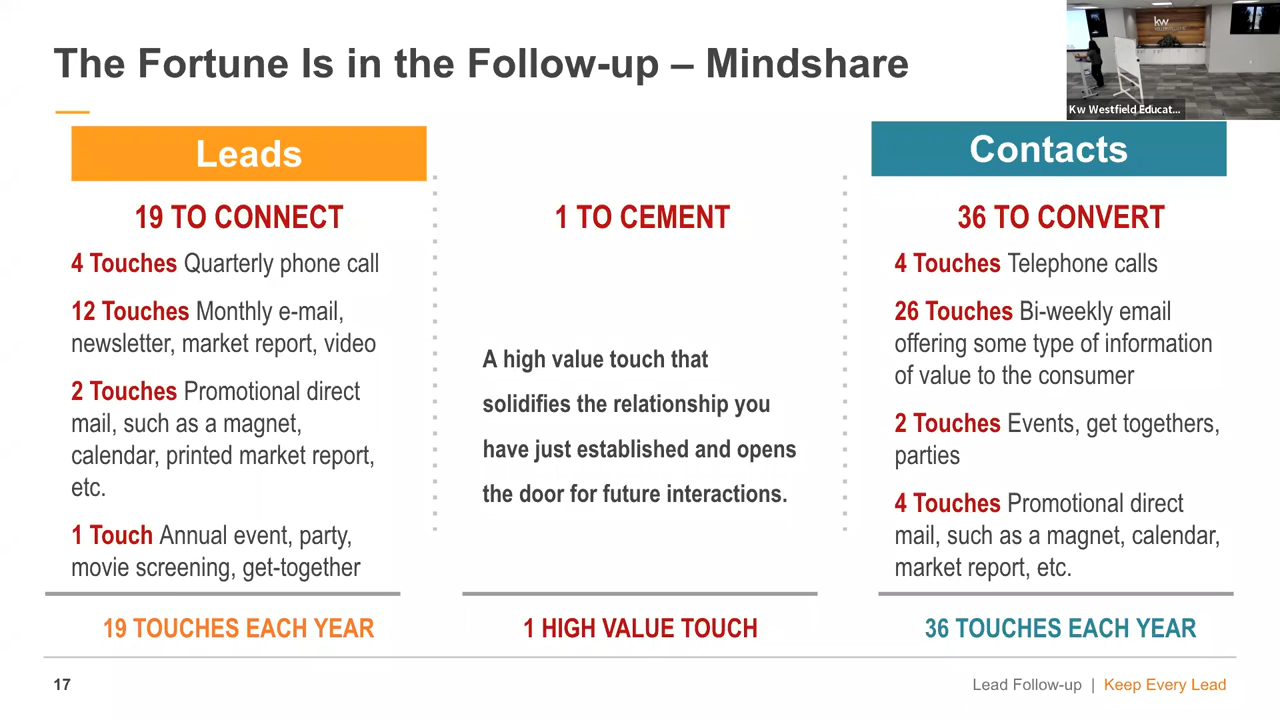 The Fortune Is in the Follow-up – Mindshare
kw
Kw Westfield Educat...
Leads
19 TO CONNECT
4 Touches Quarterly phone call
12 Touches Monthly e-mail,
newsletter, market report, video
2 Touches Promotional direct
mail, such as a magnet,
calendar, printed market report,
etc.
1 Touch Annual event, party,
movie screening, get-together
19 TOUCHES EACH YEAR
1 TO CEMENT
A high value touch that
solidifies the relationship you
have just established and opens
the door for future interactions.
1 HIGH VALUE TOUCH
Contacts
36 TO CONVERT
4 Touches Telephone calls
26 Touches Bi-weekly email
offering some type of information
of value to the consumer
2 Touches Events, get togethers,
parties
4 Touches Promotional direct
mail, such as a magnet, calendar,
market report, etc.
36 TOUCHES EACH YEAR
17
Lead Follow-up | Keep Every Lead